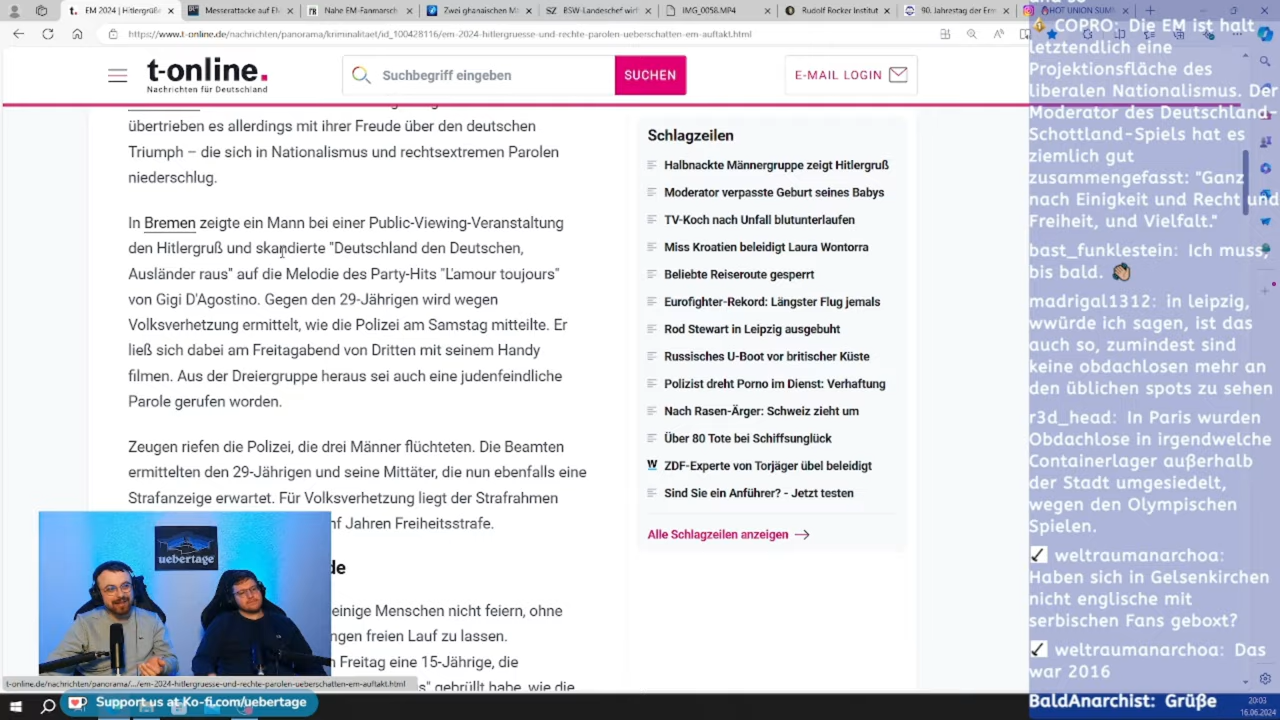 EM 2024 | Hitlergrüße
Messerattacke auf EM
Nahe EM-Fanmarsch
Zwei ghanaischen M
BSW-Landeschef wirf
IMG_0058.MP4
Rudolf Rocker Institut
90. Jahrestag der Erm
HOT UNION SUM
https://www.t-online.de/nachrichten/panorama/kriminalitaet/id_100428116/em-2024-hitlergruesse-und-rechte-parolen-ueberschatten-em-auftakt.html
t-online.
Nachrichten für Deutschland
Suchbegriff eingeben
SUCHEN
E-MAIL LOGIN
übertrieben es allerdings mit ihrer Freude über den deutschen
Triumph – die sich in Nationalismus und rechtsextremen Parolen
niederschlug.
In Bremen zeigte ein Mann bei einer Public-Viewing-Veranstaltung
den Hitlergruß und skandierte "Deutschland den Deutschen,
Ausländer raus" auf die Melodie des Party-Hits "L'amour toujours"
von Gigi D'Agostino. Gegen den 29-Jährigen wird wegen
Volksverhetzung ermittelt, wie die Polizei am Samstag mitteilte. Er
ließ sich dabei am Freitagabend von Dritten mit seinem Handy
filmen. Aus der Dreiergruppe heraus sei auch eine judenfeindliche
Parole gerufen worden.
Zeugen riefen die Polizei, die drei Männer flüchteten. Die Beamten
ermittelten den 29-Jährigen und seine Mittäter, die nun ebenfalls eine
Strafanzeige erwartet. Für Volksverhetzung liegt der Strafrahmen
nf Jahren Freiheitsstrafe.
de
einige Menschen nicht feiern, ohne
ngen freien Lauf zu lassen.
n Freitag eine 15-Jährige, die
s" gebrüllt habe, wie die
Schlagzeilen
Halbnackte Männergruppe zeigt Hitlergruß
Moderator verpasste Geburt seines Babys
TV-Koch nach Unfall blutunterlaufen
Miss Kroatien beleidigt Laura Wontorra
Beliebte Reiseroute gesperrt
Eurofighter-Rekord: Längster Flug jemals
Rod Stewart in Leipzig ausgebuht
Russisches U-Boot vor britischer Küste
Polizist dreht Porno im Dienst: Verhaftung
Nach Rasen-Ärger: Schweiz zieht um
Über 80 Tote bei Schiffsunglück
W ZDF-Experte von Torjäger übel beleidigt
Sind Sie ein Anführer? - Jetzt testen
Alle Schlagzeilen anzeigen
uebertage
t-online.de/nachrichten/panorama/.../em-2024-hitlergruesse-und-rechte-parolen-ueberschatten-em-auftakt.html
Support us at Ko-fi.com/uebertage
und so
COPRO: Die EM ist halt
letztendlich eine
Projektionsfläche des
liberalen Nationalismus. Der
Moderator des Deutschland-
Schottland-Spiels hat es
ziemlich gut
zusammengefasst: "Ganz
nach Einigkeit und Recht und
Freiheit, und Vielfalt."
bast_funklestein: Ich muss,
bis bald.
madrigal1312: in leipzig,
wwürde ich sagen, ist das
auch so, zumindest sind
keine obdachlosen mehr an
den üblichen spots zu sehen
r3d_head: In Paris wurden
Obdachlose in irgendwelche
Containerlager außerhalb
der Stadt umgesiedelt,
wegen den Olympischen
Spielen.
weltraumanarchoa:
Haben sich in Gelsenkirchen
nicht englische mit
serbischen Fans geboxt?
weltraumanarchoa: Das
war 2016
BaldAnarchist: Grüße
20:03
16.06.2024